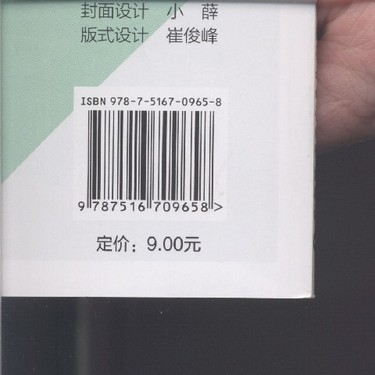 封面设计 小 薛
版式设计 崔俊峰
ISBN 978-7-5167-0965-8
9 787516 709658 >
定价：9.00元